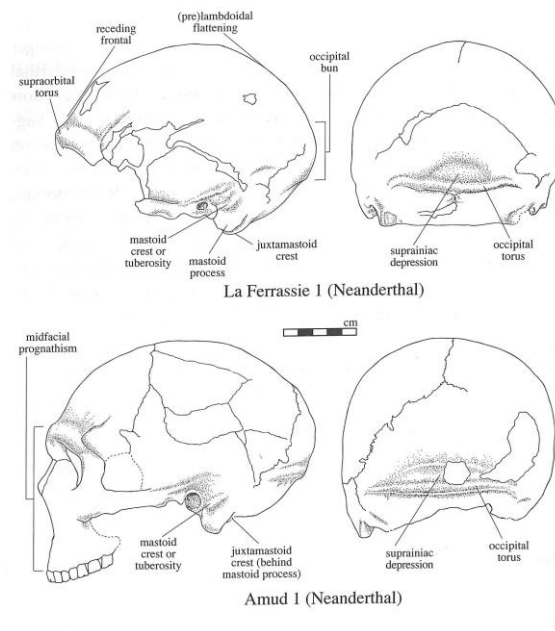 (pre)lambdoidal
flattening
receding
frontal
supraorbital
torus
occipital
bun
mastoid
crest or
tuberosity
mastoid
process
juxtamastoid
crest
suprainiac
depression
occipital
torus
La Ferrassie 1 (Neanderthal)
cm
midfacial
prognathism
mastoid
crest or
tuberosity
juxtamastoid
crest (behind
mastoid process)
suprainiac
depression
occipital
torus
Amud 1 (Neanderthal)